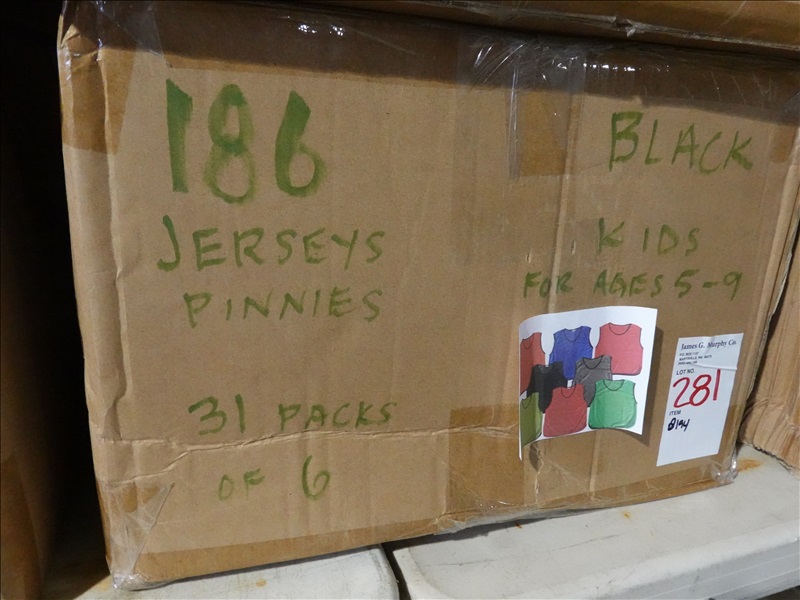 186
JERSEYS
PINNIES
31 PACKS
OF 6
BLACK
KIDS
FOR AGES 5-9
James G. Murphy Co.
LOT NO.
281
ITEM